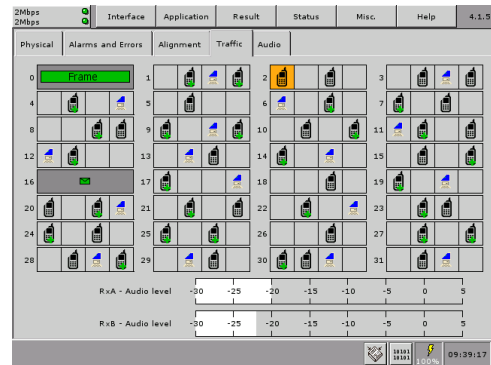 2Mbps
2Mbps
Interface Application Result Status Misc. Help 4.1.5
Physical Alarms and Errors Alignment Traffic Audio
0 Frame 1 2 3
4 5 6 7
8 9 10 11
12 13 14 15
16 17 18 19
20 21 22 23
24 25 26 27
28 29 30 31
RxA - Audio level -30 -25 -20 -15 -10 -5 0 5
RxB - Audio level -30 -25 -20 -15 -10 -5 0 5
10101
10101
100% 09:39:17